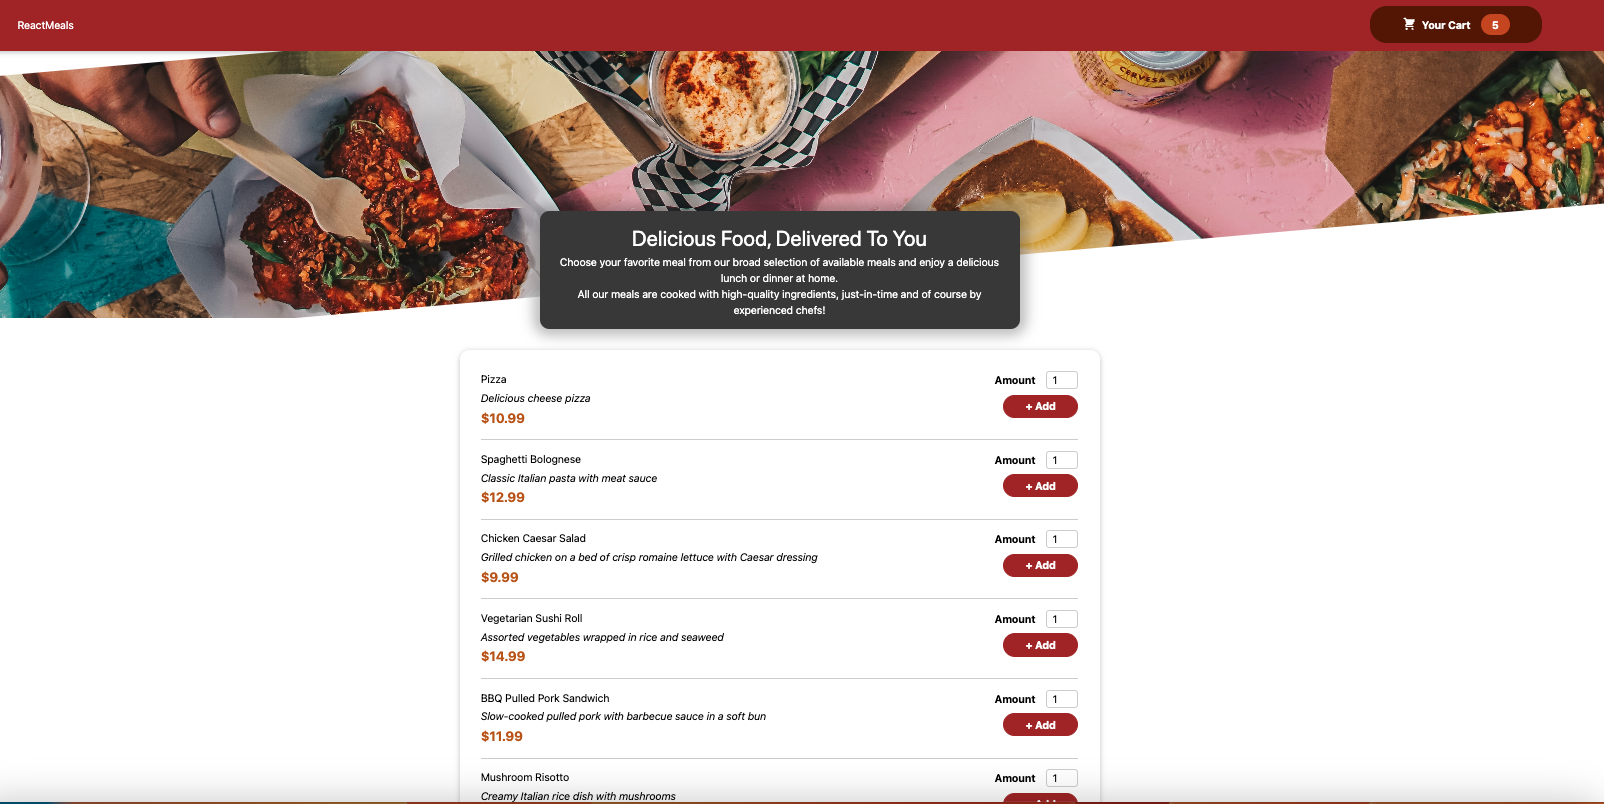 ReactMeals
Your Cart 5
CERVESA
Delicious Food, Delivered To You
Choose your favorite meal from our broad selection of available meals and enjoy a delicious
lunch or dinner at home.
All our meals are cooked with high-quality ingredients, just-in-time and of course by
experienced chefs!
Pizza
Amount 1
Delicious cheese pizza
+ Add
$10.99
Spaghetti Bolognese
Amount 1
Classic Italian pasta with meat sauce
+ Add
$12.99
Chicken Caesar Salad
Amount 1
Grilled chicken on a bed of crisp romaine lettuce with Caesar dressing
+ Add
$9.99
Vegetarian Sushi Roll
Amount 1
Assorted vegetables wrapped in rice and seaweed
+ Add
$14.99
BBQ Pulled Pork Sandwich
Amount 1
Slow-cooked pulled pork with barbecue sauce in a soft bun
+ Add
$11.99
Mushroom Risotto
Amount 1
Creamy Italian rice dish with mushrooms